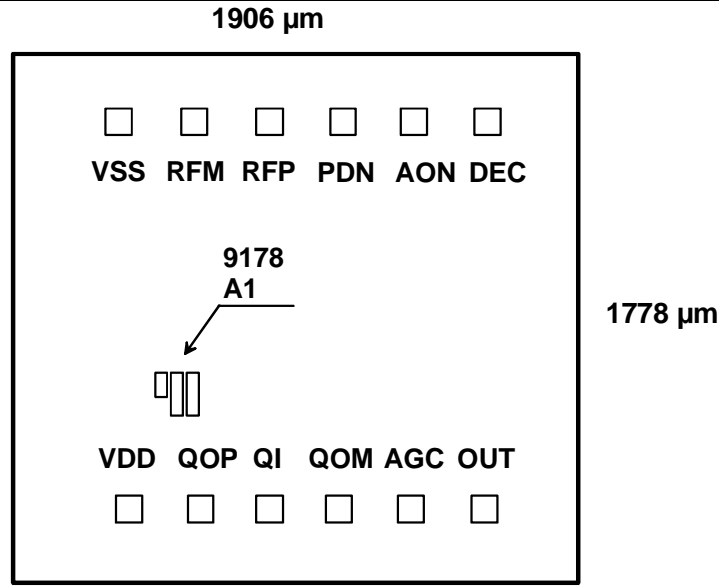 1906 µm
VSS RFM RFP PDN AON DEC
9178
A1
1778 µm
VDD QOP QI QOM AGC OUT